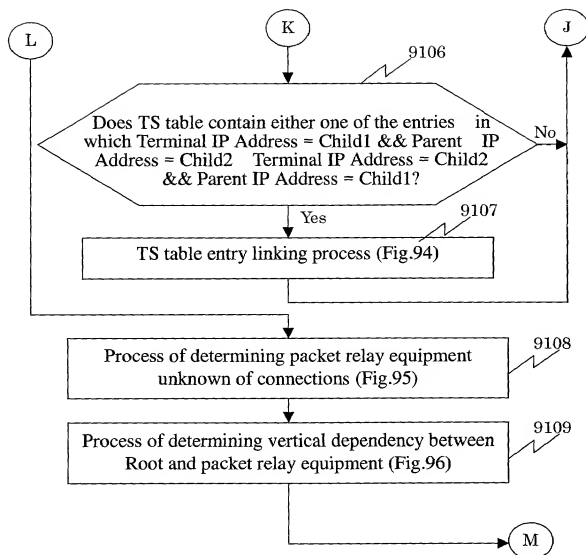 L
K
J
9106
Does TS table contain either one of the entries in
which Terminal IP Address = Child1 && Parent IP
Address = Child2 Terminal IP Address = Child2
&& Parent IP Address = Child1?
No
Yes
9107
TS table entry linking process (Fig.94)
9108
Process of determining packet relay equipment
unknown of connections (Fig.95)
9109
Process of determining vertical dependency between
Root and packet relay equipment (Fig.96)
M